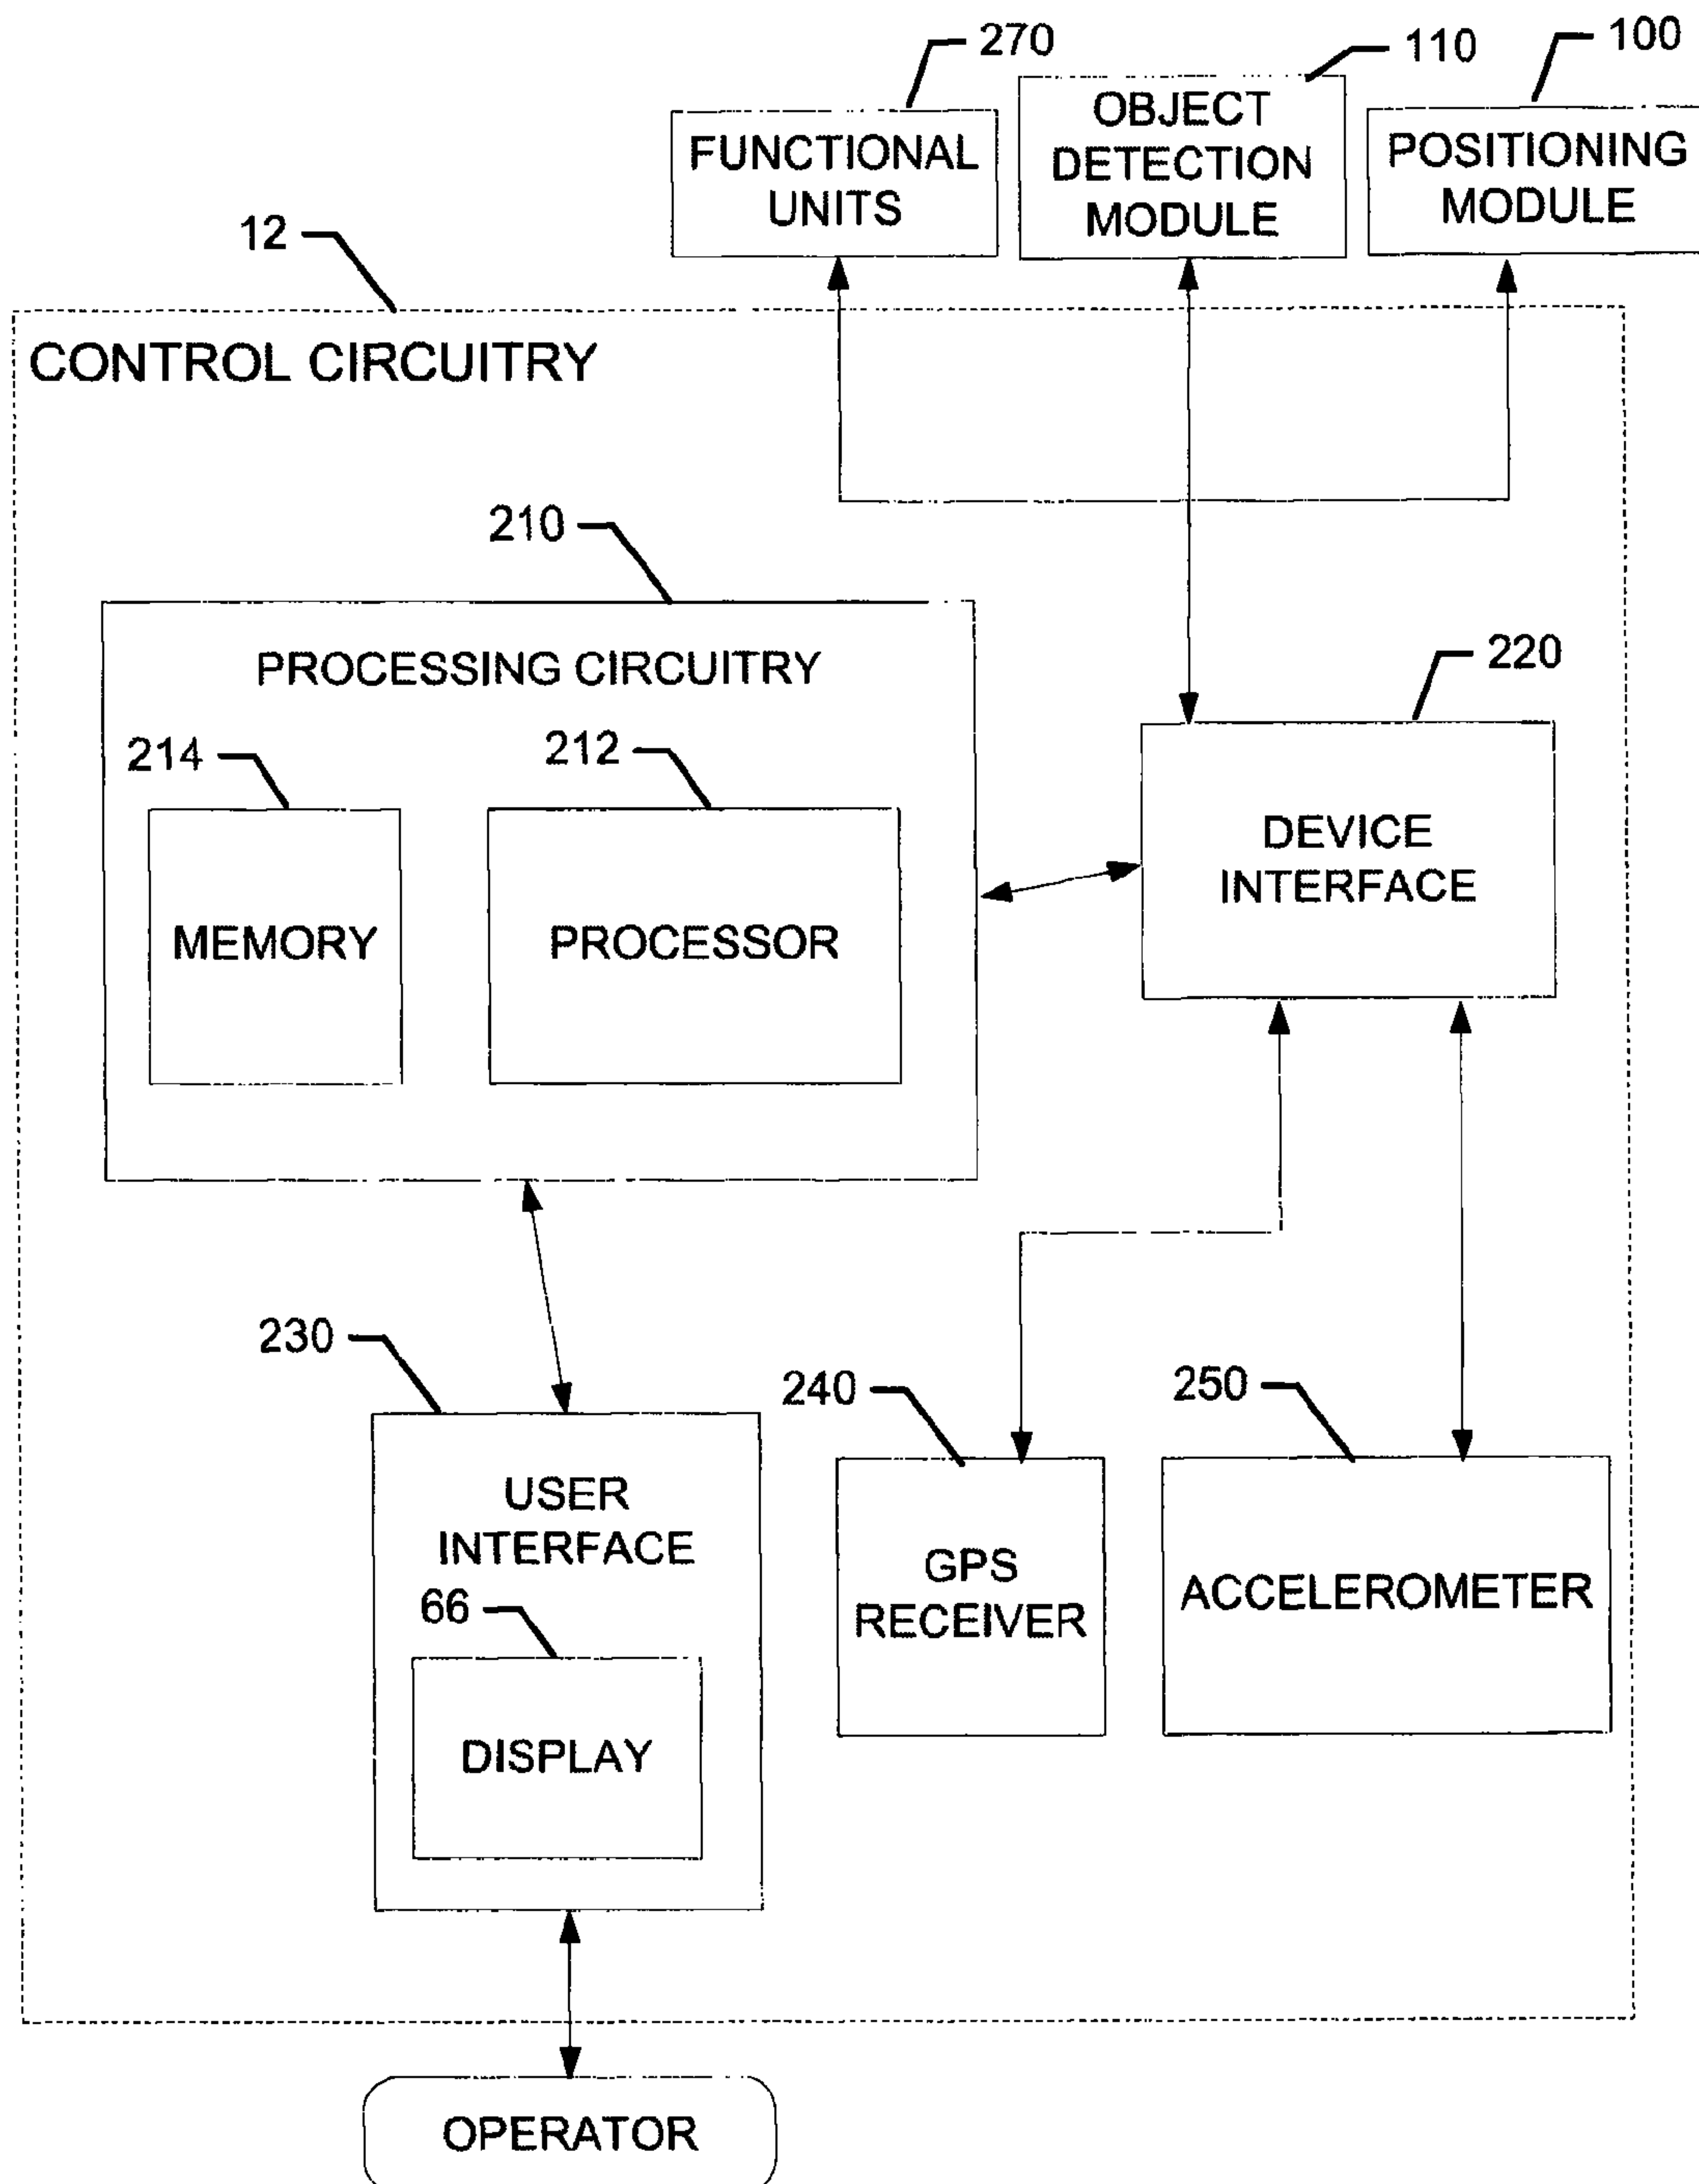 270
110
100
FUNCTIONAL
UNITS
OBJECT
DETECTION
MODULE
POSITIONING
MODULE
12
CONTROL CIRCUITRY
210
PROCESSING CIRCUITRY
220
214
212
MEMORY
PROCESSOR
DEVICE
INTERFACE
230
240
250
USER
INTERFACE
66
DISPLAY
GPS
RECEIVER
ACCELEROMETER
OPERATOR